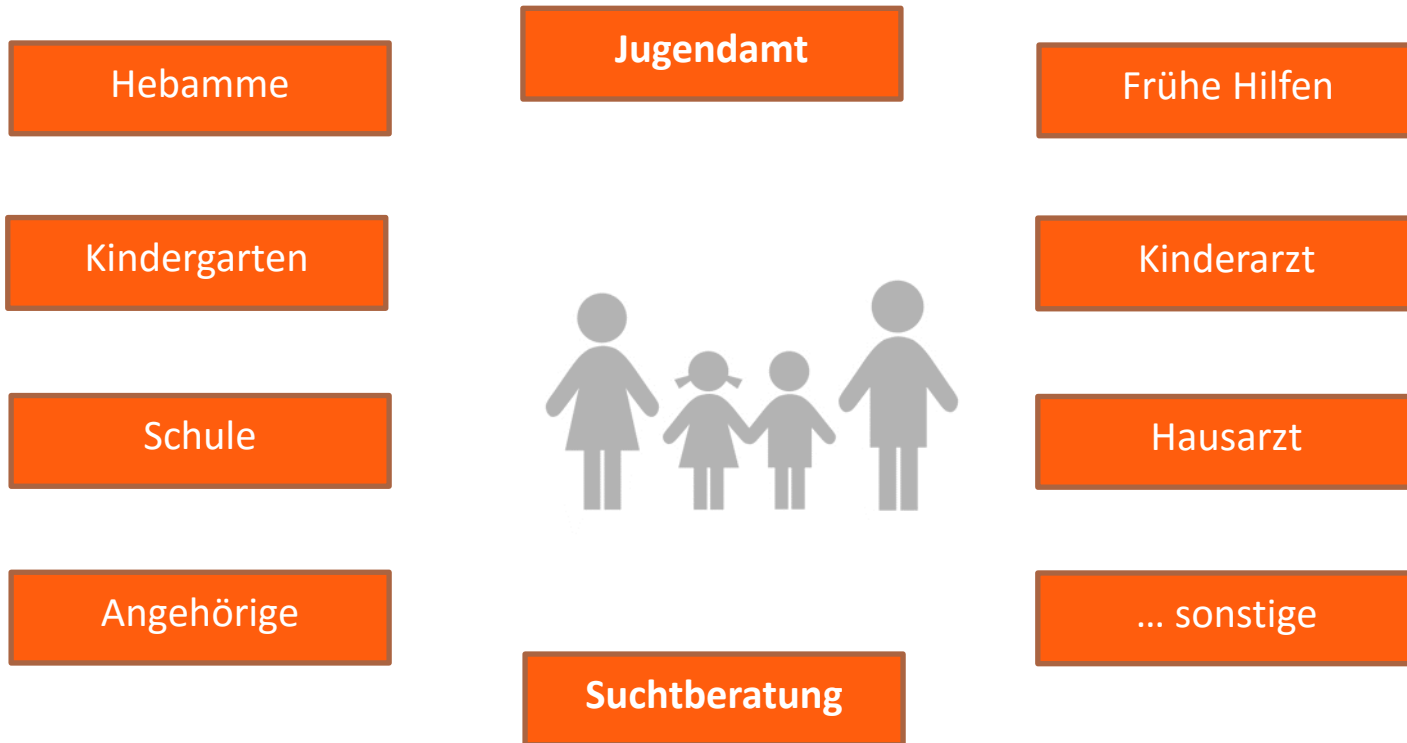 Jugendamt
Hebamme
Frühe Hilfen
Kindergarten
Kinderarzt
Schule
Hausarzt
Angehörige
... sonstige
Suchtberatung